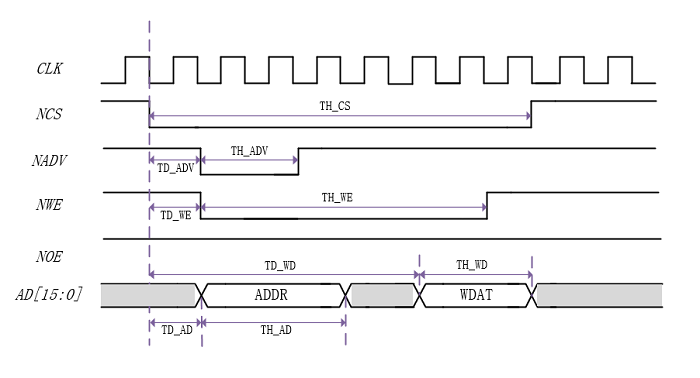 CLK
NCS
TH_CS
NADV
TH_ADV
TD_ADV
NWE
TH_WE
TD_WE
NOE
TD_WD
TH_WD
AD[15:0]
ADDR
WDAT
TD_AD
TH_AD